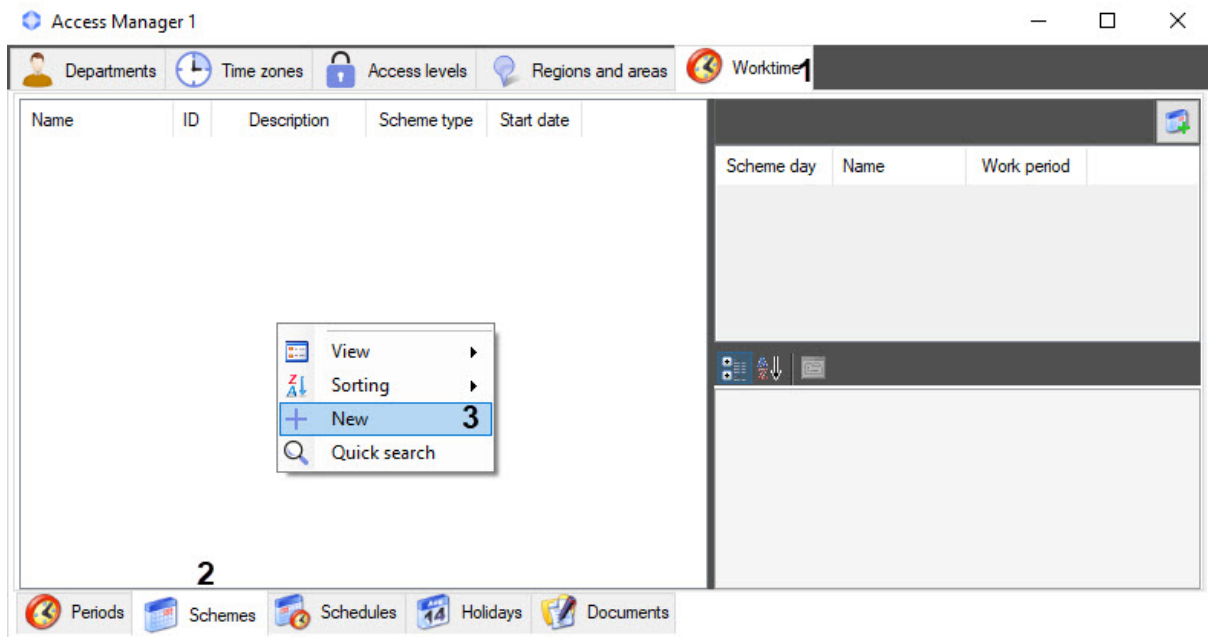 Access Manager 1
Departments Time zones Access levels Regions and areas Worktime 1
Name ID Description Scheme type Start date
Scheme day Name Work period
View
Sorting
New 3
Quick search
2
Periods Schemes Schedules 14 Holidays Documents